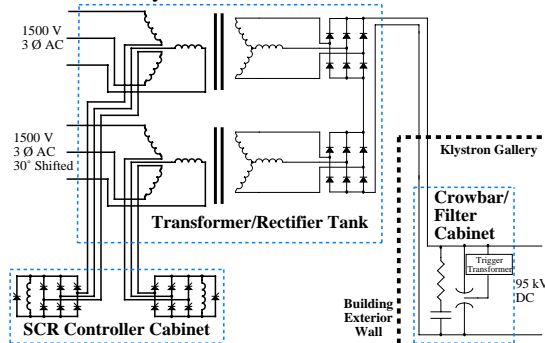 1500 V
3 Ø AC
1500 V
3 Ø AC
30˚ Shifted
Transformer/Rectifier Tank
Klystron Gallery
Crowbar/
Filter
Cabinet
Trigger
Transformer
95 kV
DC
Building
Exterior
Wall
SCR Controller Cabinet